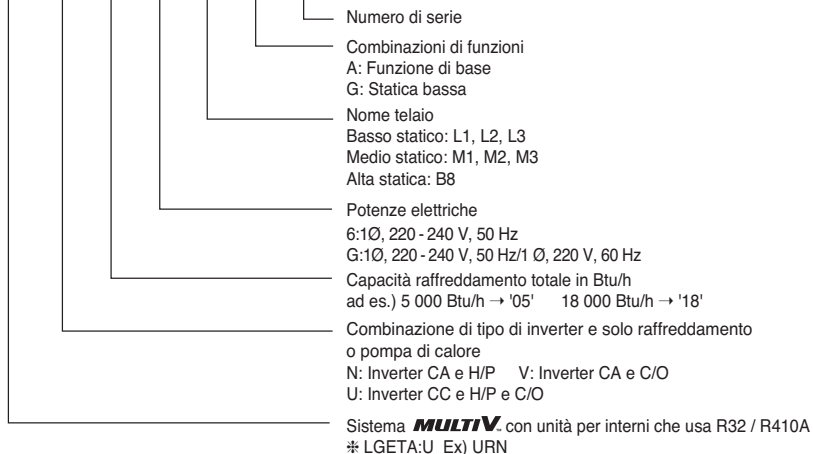 Numero di serie
Combinazioni di funzioni
A: Funzione di base
G: Statica bassa
Nome telaio
Basso statico: L1, L2, L3
Medio statico: M1, M2, M3
Alta statica: B8
Potenze elettriche
6:1Ø, 220 - 240 V, 50 Hz
G:1Ø, 220 - 240 V, 50 Hz/1 Ø, 220 V, 60 Hz
Capacità raffreddamento totale in Btu/h
ad es.) 5 000 Btu/h → '05' 18 000 Btu/h → '18'
Combinazione di tipo di inverter e solo raffreddamento
o pompa di calore
N: Inverter CA e H/P V: Inverter CA e C/O
U: Inverter CC e H/P e C/O
Sistema MULTI V™ con unità per interni che usa R32 / R410A
❈ LGETA:U Ex) URN